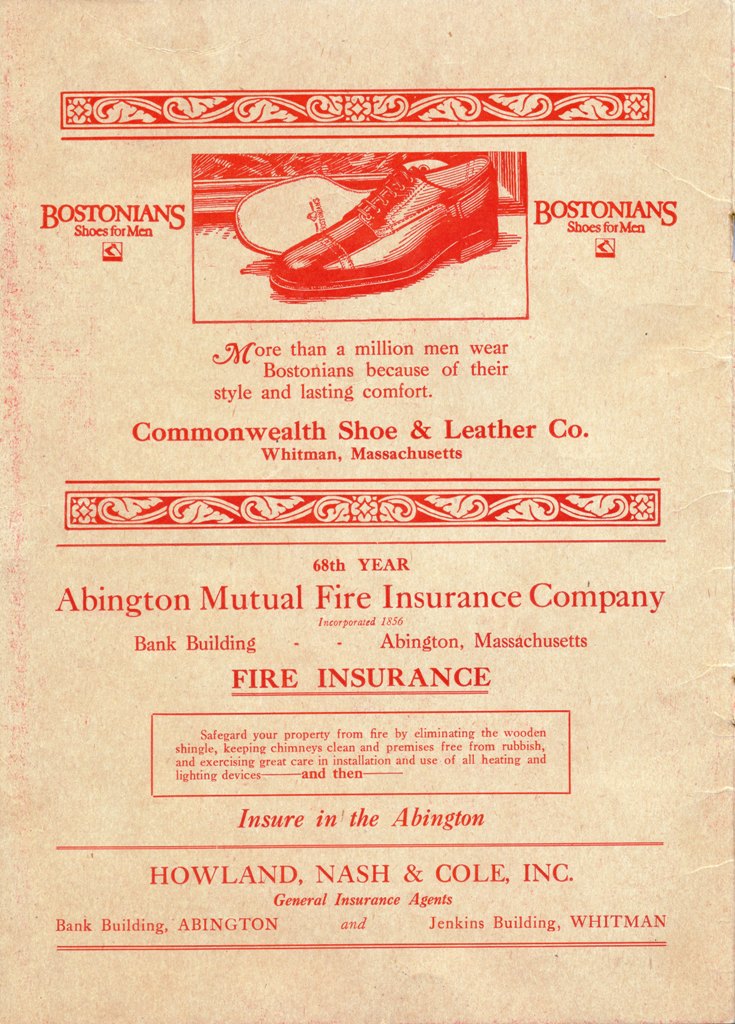 BOSTONIANS
Shoes for Men
BOSTONIANS
Shoes for Men
More than a million men wear
Bostonians because of their
style and lasting comfort.
Commonwealth Shoe & Leather Co.
Whitman, Massachusetts
68th YEAR
Abington Mutual Fire Insurance Company
Incorporated 1856
Bank Building - - Abington, Massachusetts
FIRE INSURANCE
Safegard your property from fire by eliminating the wooden
shingle, keeping chimneys clean and premises free from rubbish,
and exercising great care in installation and use of all heating and
lighting devices——and then——
Insure in the Abington
HOWLAND, NASH & COLE, INC.
General Insurance Agents
Bank Building, ABINGTON and Jenkins Building, WHITMAN